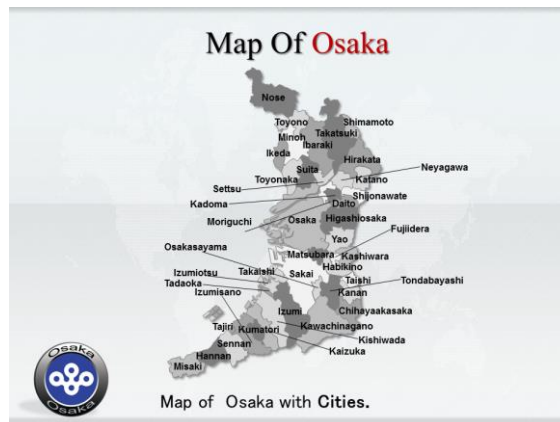 Map Of Osaka
Nose
Toyono
Shimamoto
Minoh
Takatsuki
Ibaraki
Ikeda
Hirakata
Suita
Neyagawa
Toyonaka
Katano
Settsu
Shijonawate
Kadoma
Daito
Moriguchi
Osaka
Higashiosaka
Fujiidera
Yao
Osakasayama
Matsubara
Kashiwara
Habikino
Izumiotsu
Takaishi
Sakai
Taishi
Tondabayashi
Tadaoka
Kanan
Izumisano
Izumi
Chihayaakasaka
Tajiri
Kumatori
Kawachinagano
Sennan
Kishiwada
Hannan
Kaizuka
Misaki
Osaka
Osaka
Map of Osaka with Cities.